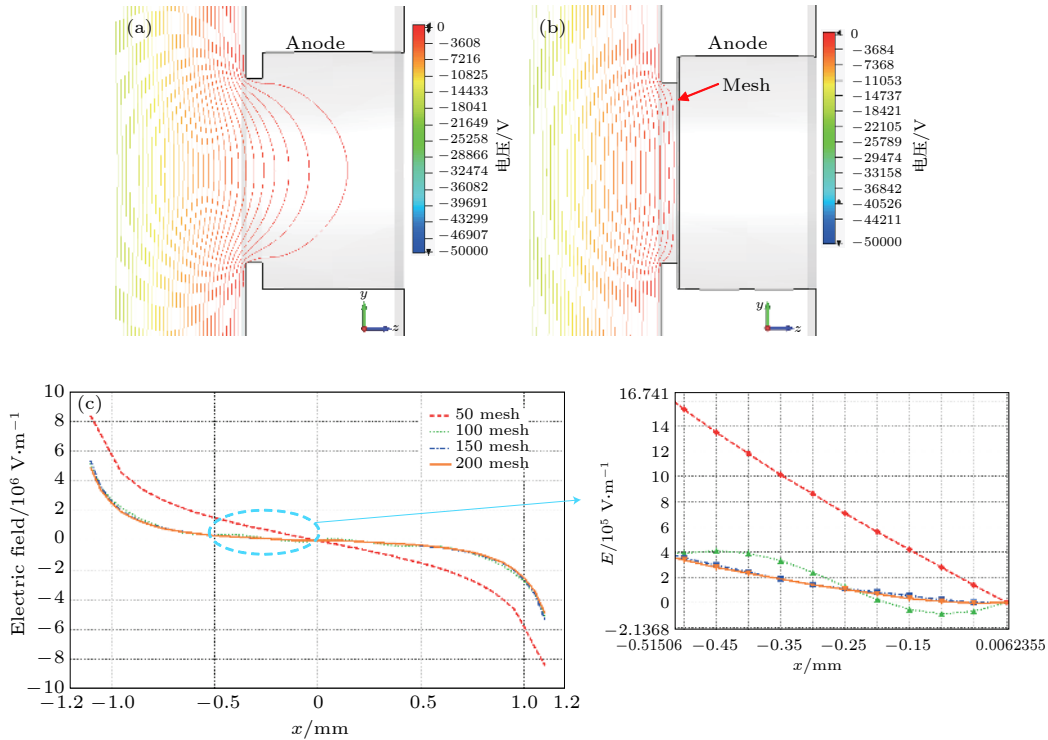 (a)
Anode
0
−3608
−7216
−10825
−14433
−18041
−21649
−25258
−28866
−32474
−36082
−39691
−43299
−46907
−50000
电压/V
y
z
(b)
Anode
Mesh
0
−3684
−7368
−11053
−14737
−18421
−22105
−25789
−29474
−33158
−36842
−40526
−44211
−50000
电压/V
y
z
(c)
50 mesh
100 mesh
150 mesh
200 mesh
Electric field/10⁶ V·m⁻¹
10
8
6
4
2
0
−2
−4
−6
−8
−10
−1.2 −1.0 −0.5 0 0.5 1.0 1.2
x/mm
E/10⁵ V·m⁻¹
16.741
14
12
10
8
6
4
2
0
−2.1368
−0.51506 −0.45 −0.35 −0.25 −0.15 0.0062355
x/mm